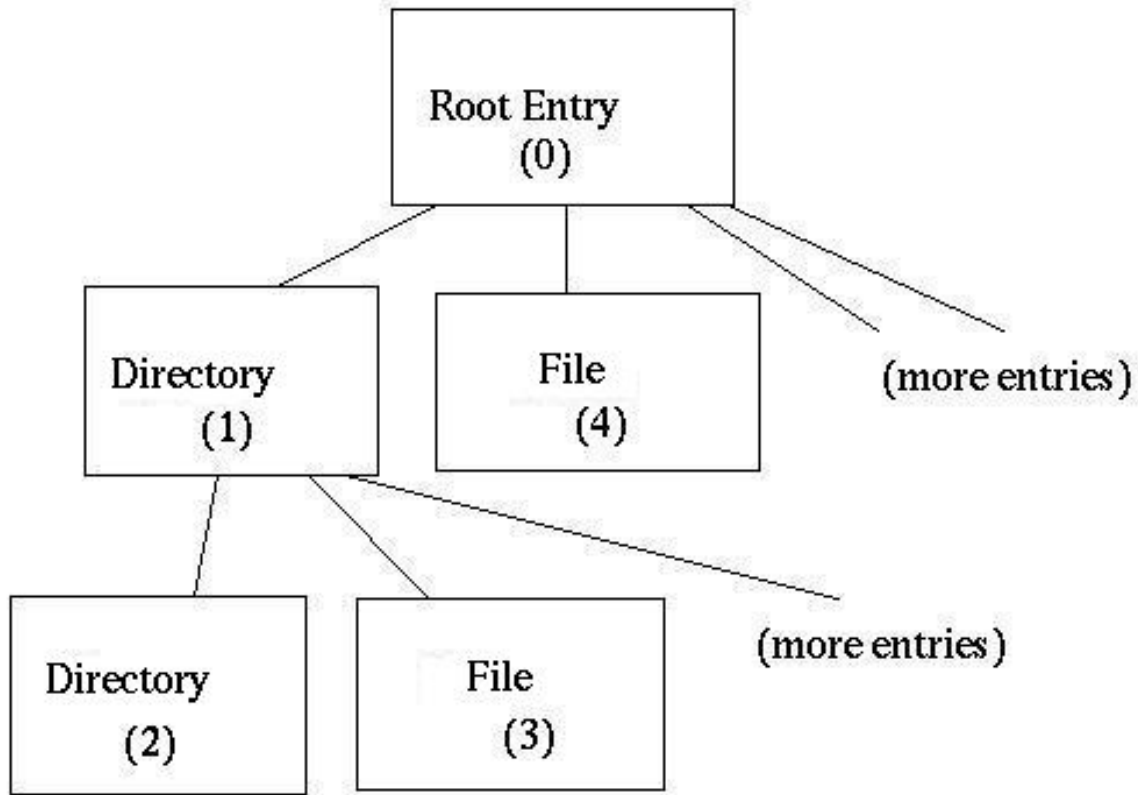 Root Entry
(0)
Directory
(1)
File
(4)
(more entries)
Directory
(2)
File
(3)
(more entries)